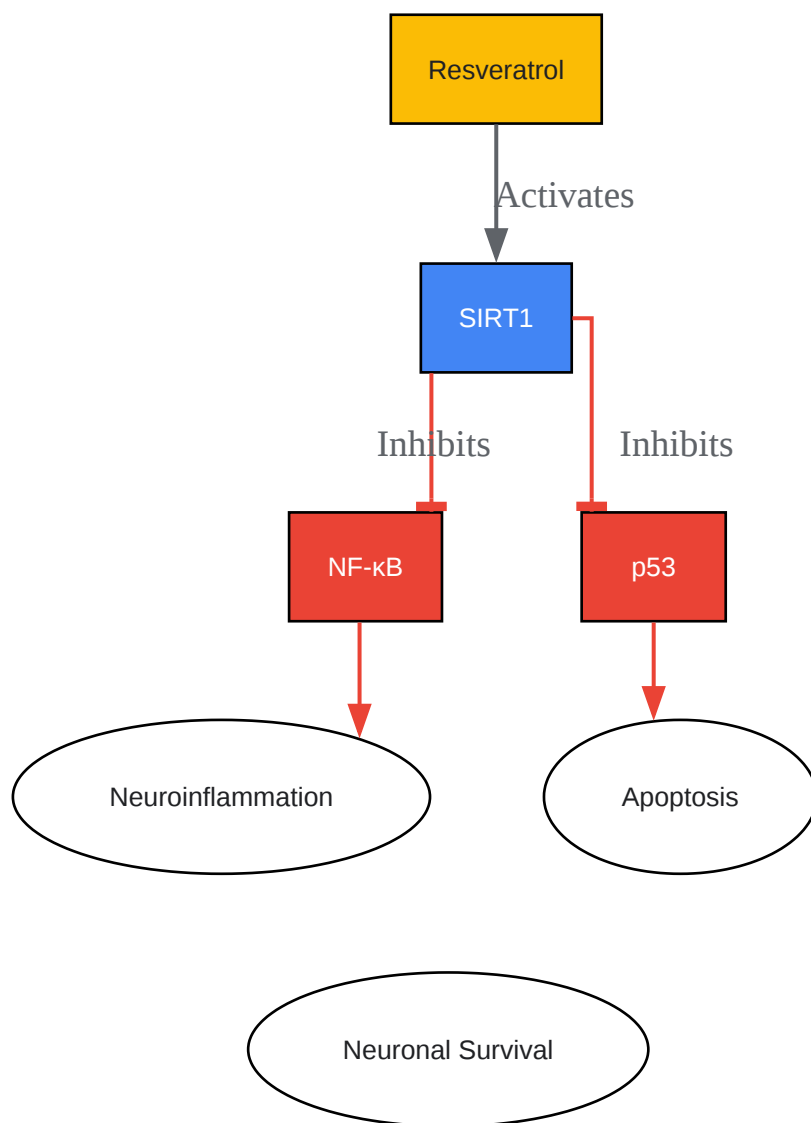 Resveratrol
Activates
SIRT1
Inhibits
Inhibits
NF-κB
p53
Neuroinflammation
Apoptosis
Neuronal Survival